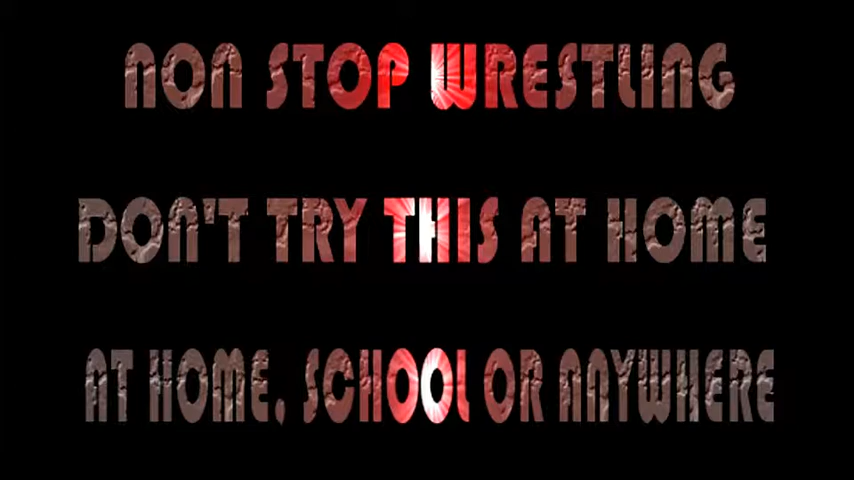 NON STOP WRESTLING
DON'T TRY THIS AT HOME
AT HOME, SCHOOL OR ANYWHERE